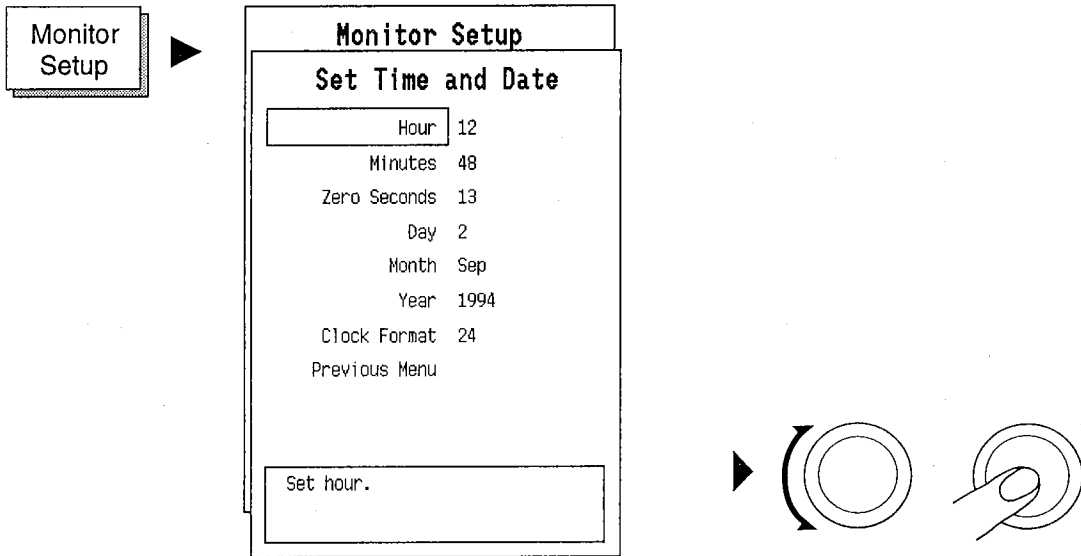 Monitor
Setup
Monitor Setup
Set Time and Date
Hour 12
Minutes 48
Zero Seconds 13
Day 2
Month Sep
Year 1994
Clock Format 24
Previous Menu
Set hour.